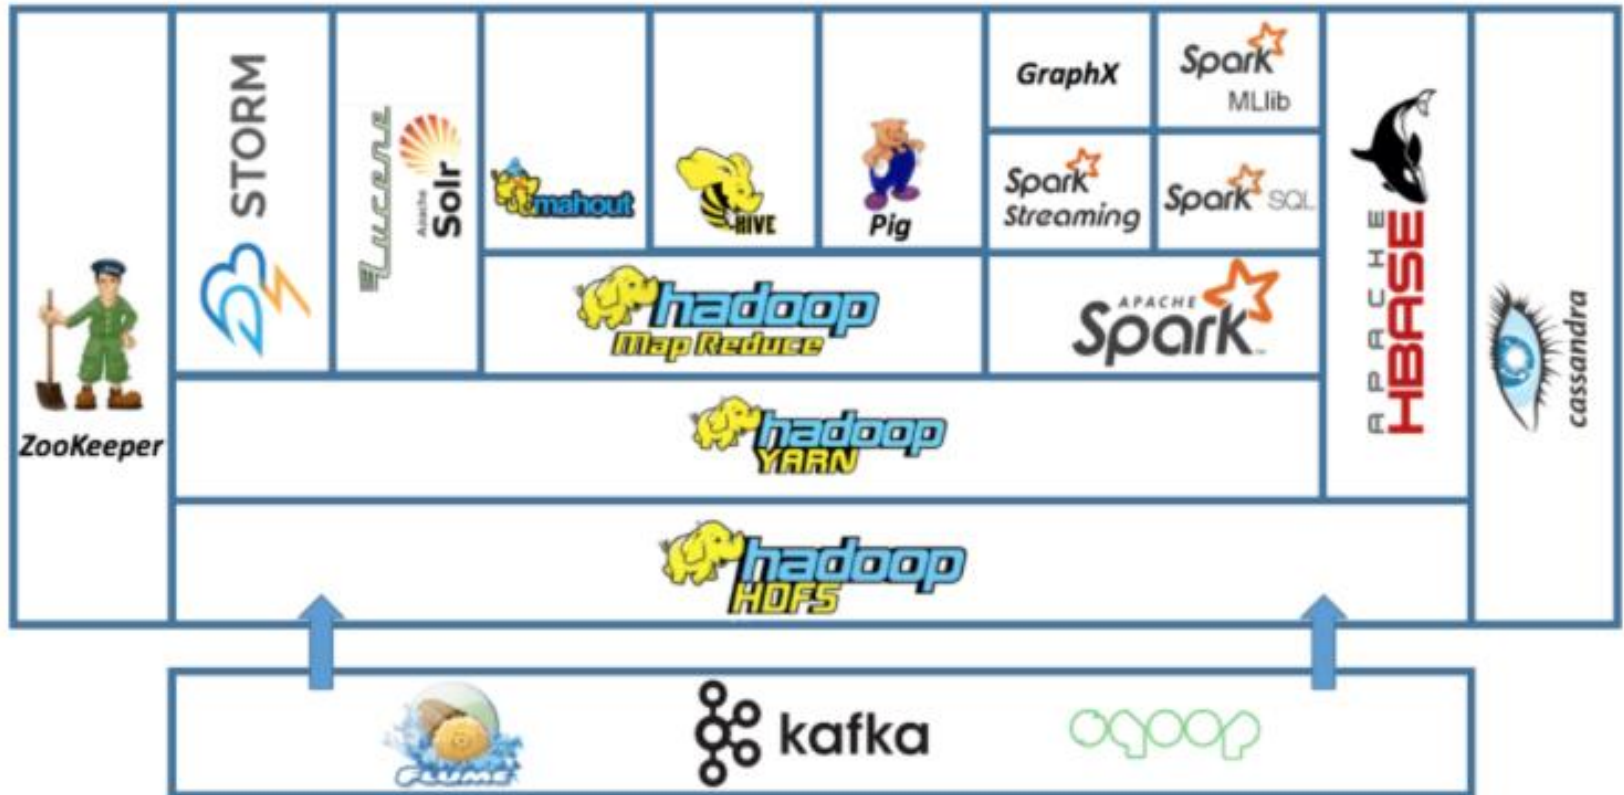 ZooKeeper
STORM
Lucene
Apache
Solr
mahout
HIVE
Pig
GraphX
Spark
MLlib
Spark
Streaming
Spark SQL
hadoop
Map Reduce
APACHE
Spark
APACHE
HBASE
cassandra
hadoop
YARN
hadoop
HDFS
FLUME
kafka
sqoop